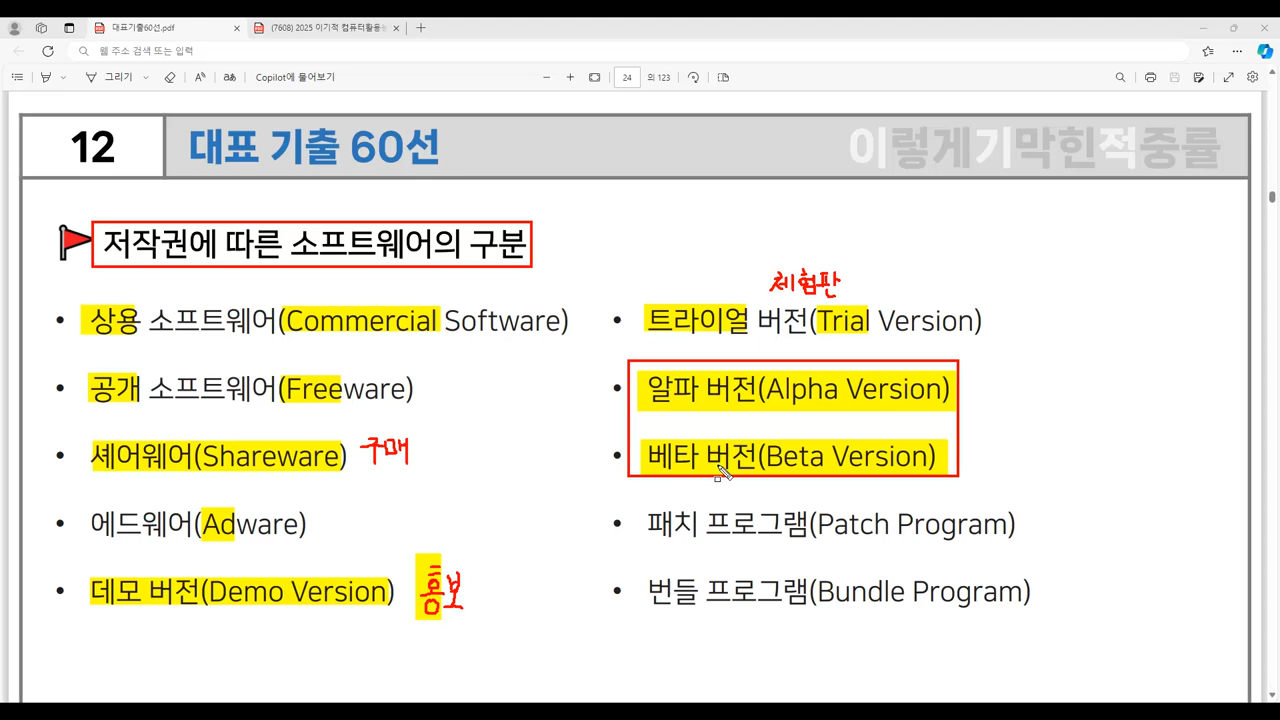 대표기출60선.pdf
(7608) 2025 이기적 컴퓨터활용능
웹 주소 검색 또는 입력
그리기
가あ
Copilot에 물어보기
24
의 123
12
대표 기출 60선
이렇게기막힌적중률
저작권에 따른 소프트웨어의 구분
• 상용 소프트웨어(Commercial Software)
• 공개 소프트웨어(Freeware)
• 셰어웨어(Shareware) 구매
• 에드웨어(Adware)
• 데모 버전(Demo Version) 홍보
체험판
• 트라이얼 버전(Trial Version)
• 알파 버전(Alpha Version)
• 베타 버전(Beta Version)
• 패치 프로그램(Patch Program)
• 번들 프로그램(Bundle Program)